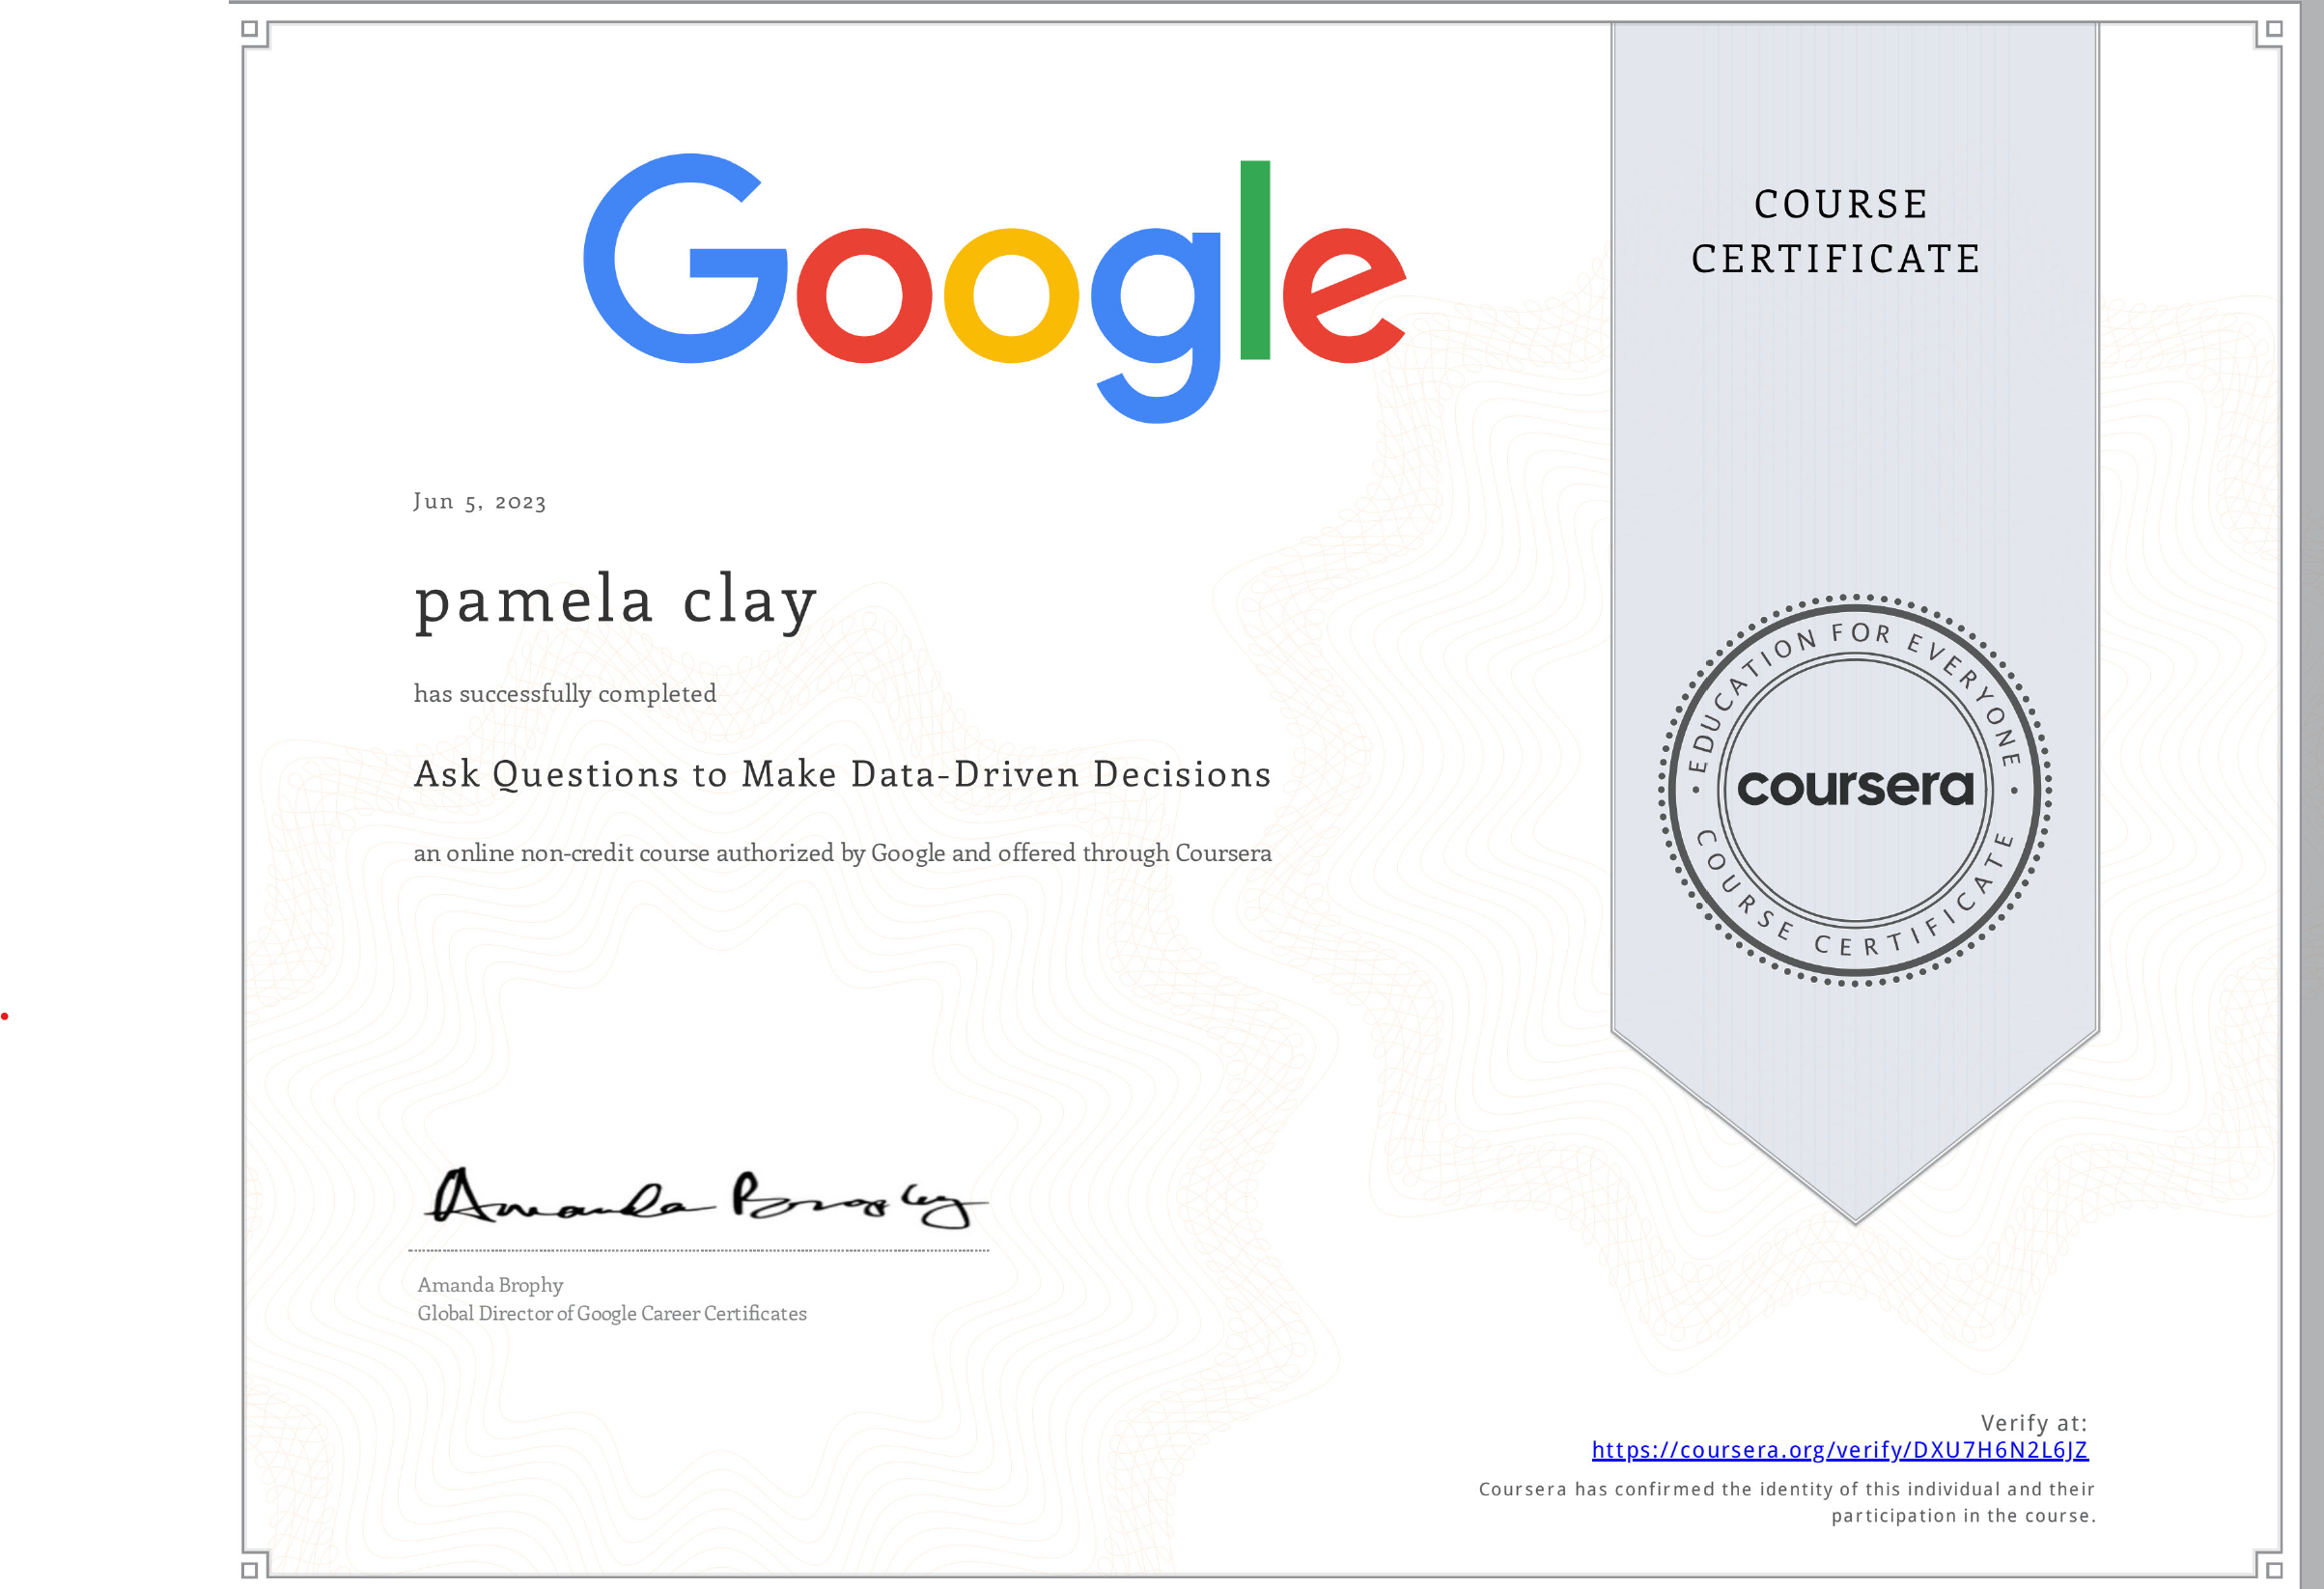 Google
COURSE
CERTIFICATE
Jun 5, 2023
pamela clay
has successfully completed
Ask Questions to Make Data-Driven Decisions
an online non-credit course authorized by Google and offered through Coursera
EDUCATION FOR EVERYONE
coursera
COURSE CERTIFICATE
Amanda Brophy
Amanda Brophy
Global Director of Google Career Certificates
Verify at:
https://coursera.org/verify/DXU7H6N2L6JZ
Coursera has confirmed the identity of this individual and their
participation in the course.